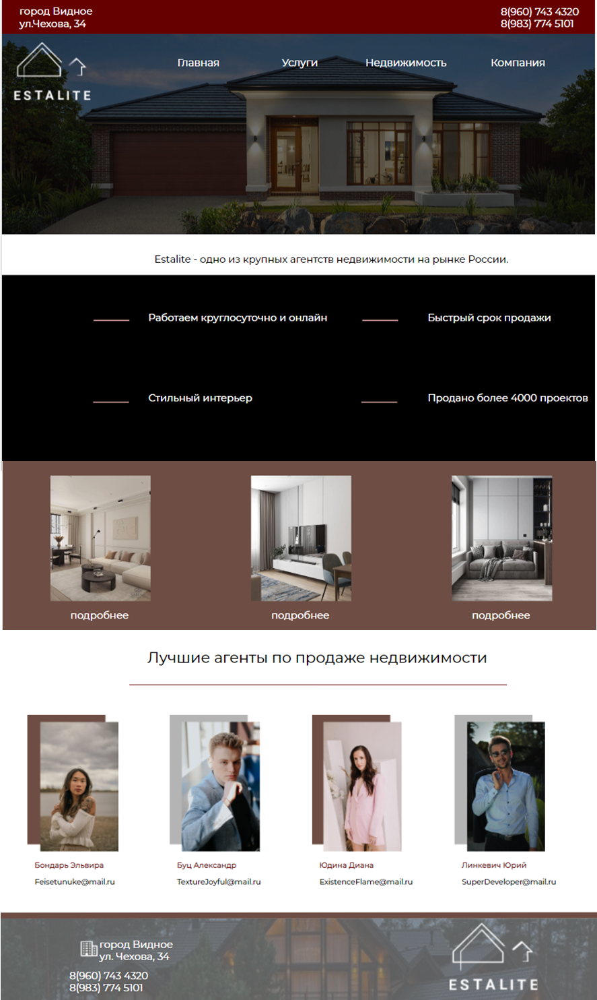 город Видное
ул.Чехова, 34
8(960) 743 4320
8(983) 774 5101
ESTALITE
Главная Услуги Недвижимость Компания
Estalite - одно из крупных агентств недвижимости на рынке России.
Работаем круглосуточно и онлайн
Быстрый срок продажи
Стильный интерьер
Продано более 4000 проектов
подробнее подробнее подробнее
Лучшие агенты по продаже недвижимости
Бондарь Эльвира
Feisetunuke@mail.ru
Буц Александр
TextureJoyful@mail.ru
Юдина Диана
ExistenceFlame@mail.ru
Линкевич Юрий
SuperDeveloper@mail.ru
город Видное
ул. Чехова, 34
8(960) 743 4320
8(983) 774 5101
ESTALITE